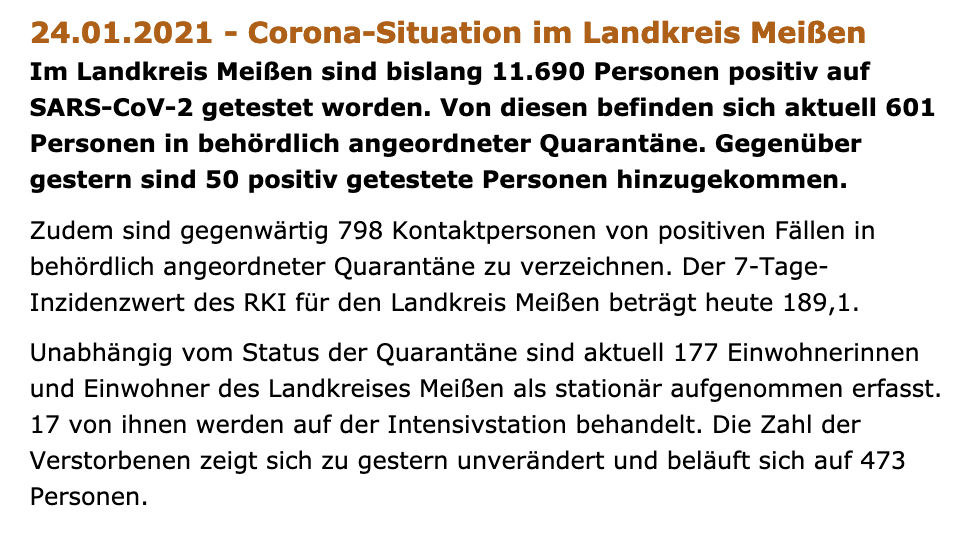 24.01.2021 - Corona-Situation im Landkreis Meißen
Im Landkreis Meißen sind bislang 11.690 Personen positiv auf
SARS-CoV-2 getestet worden. Von diesen befinden sich aktuell 601
Personen in behördlich angeordneter Quarantäne. Gegenüber
gestern sind 50 positiv getestete Personen hinzugekommen.
Zudem sind gegenwärtig 798 Kontaktpersonen von positiven Fällen in
behördlich angeordneter Quarantäne zu verzeichnen. Der 7-Tage-
Inzidenzwert des RKI für den Landkreis Meißen beträgt heute 189,1.
Unabhängig vom Status der Quarantäne sind aktuell 177 Einwohnerinnen
und Einwohner des Landkreises Meißen als stationär aufgenommen erfasst.
17 von ihnen werden auf der Intensivstation behandelt. Die Zahl der
Verstorbenen zeigt sich zu gestern unverändert und beläuft sich auf 473
Personen.